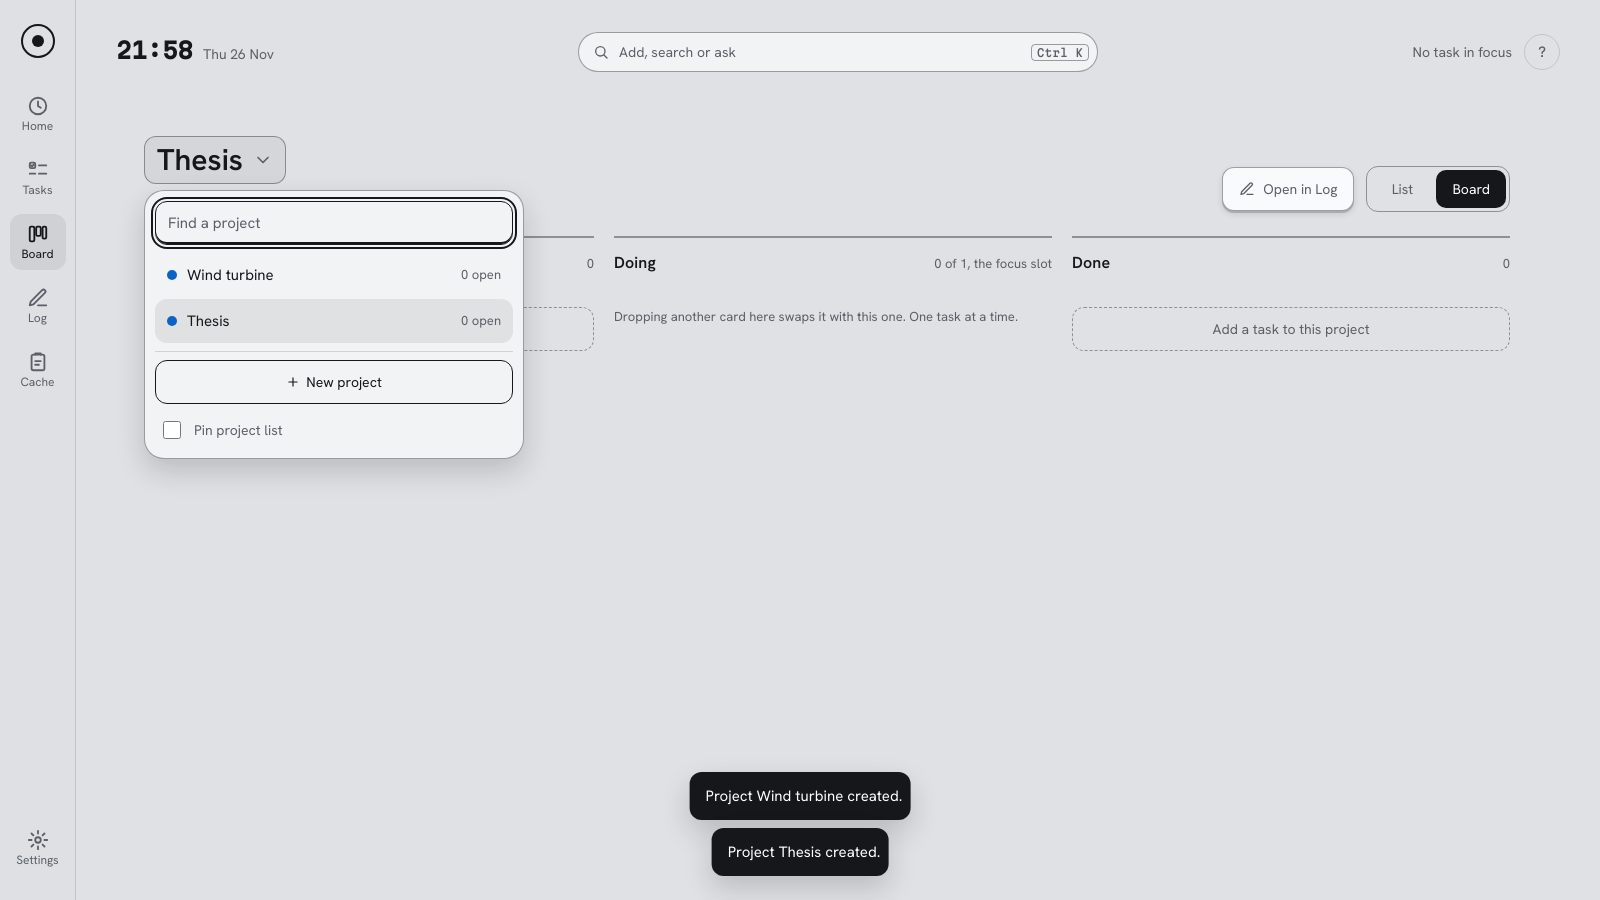 21:58 Thu 26 Nov
Add, search or ask
Ctrl K
No task in focus
?
Home
Tasks
Board
Log
Cache
Settings
Thesis
Open in Log
List
Board
Find a project
Wind turbine 0 open
Thesis 0 open
+ New project
Pin project list
0
Doing 0 of 1, the focus slot
Dropping another card here swaps it with this one. One task at a time.
Done 0
Add a task to this project
Project Wind turbine created.
Project Thesis created.